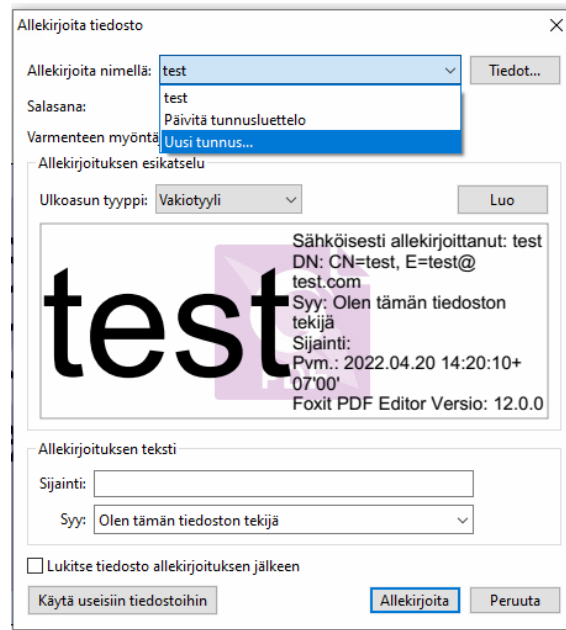 Allekirjoita tiedosto
Allekirjoita nimellä: test Tiedot...
Salasana: test
Päivitä tunnusluettelo
Varmenteen myöntä Uusi tunnus...
Allekirjoituksen esikatselu
Ulkoasun tyyppi: Vakiotyyli Luo
test
Sähköisesti allekirjoittanut: test
DN: CN=test, E=test@
test.com
Syy: Olen tämän tiedoston
tekijä
Sijainti:
Pvm.: 2022.04.20 14:20:10+
07'00'
Foxit PDF Editor Versio: 12.0.0
Allekirjoituksen teksti
Sijainti:
Syy: Olen tämän tiedoston tekijä
Lukitse tiedosto allekirjoituksen jälkeen
Käytä useisiin tiedostoihin Allekirjoita Peruuta